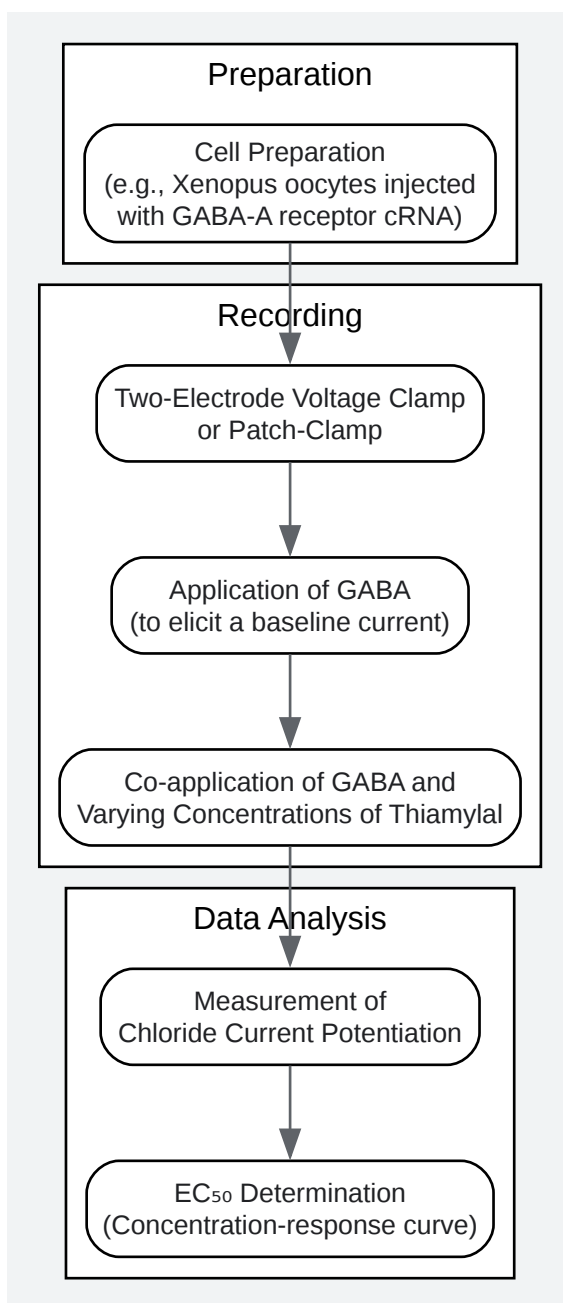 Preparation
Cell Preparation
(e.g., Xenopus oocytes injected
with GABA-A receptor cRNA)
Recording
Two-Electrode Voltage Clamp
or Patch-Clamp
Application of GABA
(to elicit a baseline current)
Co-application of GABA and
Varying Concentrations of Thiamylal
Data Analysis
Measurement of
Chloride Current Potentiation
EC₅₀ Determination
(Concentration-response curve)